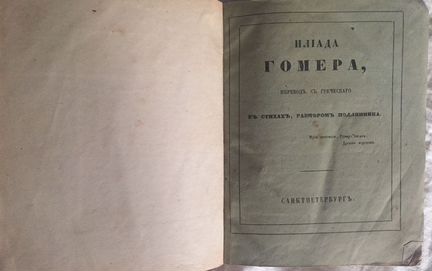 ИЛІАДА
ГОМЕРА,
ПЕРЕВОДЪ СЪ ГРЕЧЕСКАГО
ВЪ СТИХАХЪ, РАЗМѢРОМЪ ПОДЛИННИКА.
САНКТПЕТЕРБУРГЪ.